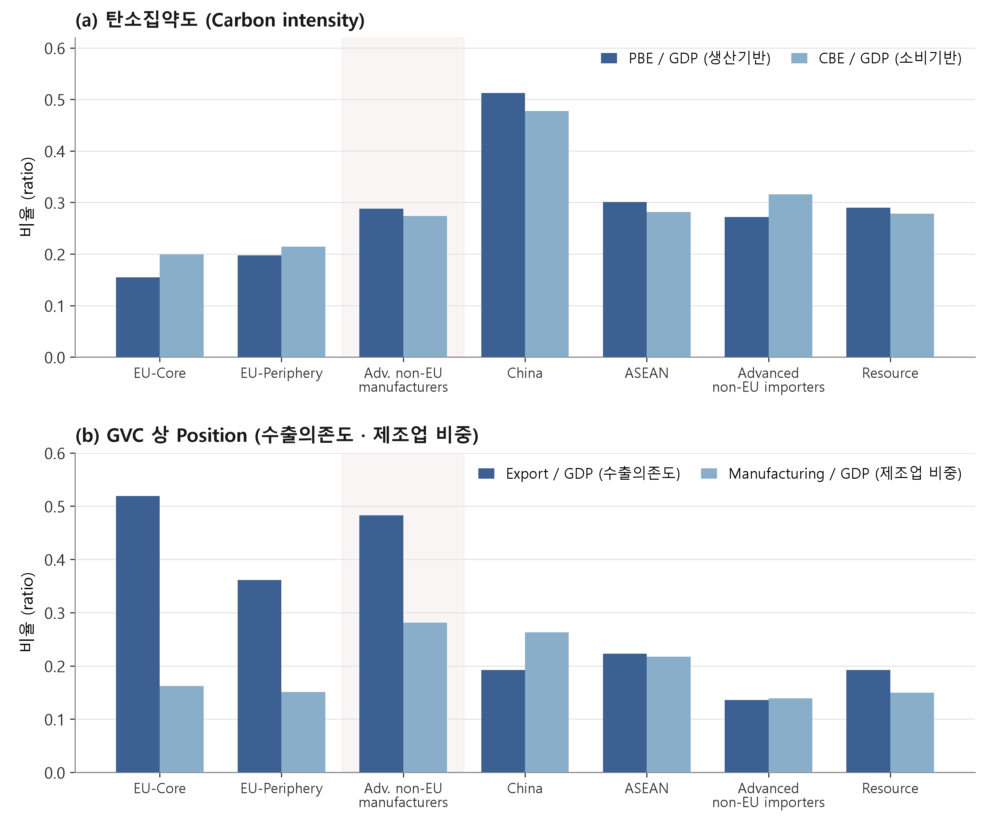 (a) 탄소집약도 (Carbon intensity)
PBE / GDP (생산기반) CBE / GDP (소비기반)
비율 (ratio)
0.6
0.5
0.4
0.3
0.2
0.1
0.0
EU-Core EU-Periphery Adv. non-EU manufacturers China ASEAN Advanced non-EU importers Resource
(b) GVC 상 Position (수출의존도 · 제조업 비중)
Export / GDP (수출의존도) Manufacturing / GDP (제조업 비중)
비율 (ratio)
0.6
0.5
0.4
0.3
0.2
0.1
0.0
EU-Core EU-Periphery Adv. non-EU manufacturers China ASEAN Advanced non-EU importers Resource